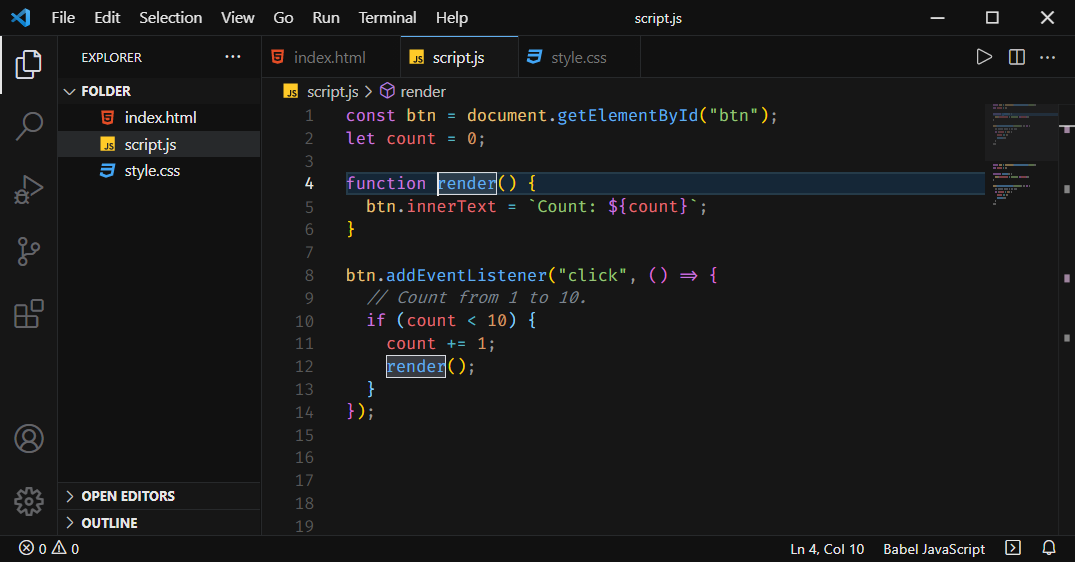 File Edit Selection View Go Run Terminal Help script.js
EXPLORER
FOLDER
index.html
script.js
style.css
OPEN EDITORS
OUTLINE
index.html JS script.js style.css
JS script.js > render
1 const btn = document.getElementById("btn");
2 let count = 0;
3
4 function render() {
5 btn.innerText = `Count: ${count}`;
6 }
7
8 btn.addEventListener("click", () => {
9 // Count from 1 to 10.
10 if (count < 10) {
11 count += 1;
12 render();
13 }
14 });
15
16
17
18
19
0 0 Ln 4, Col 10 Babel JavaScript